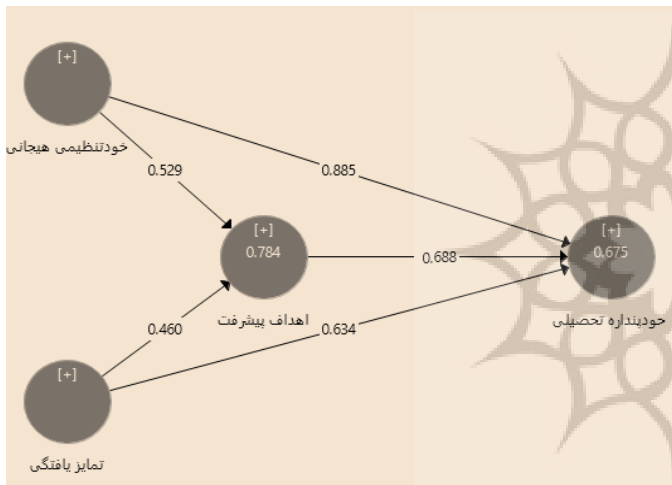 [+]
خودتنظیمی هیجانی
0.529
0.885
[+]
0.784
اهداف پیشرفت
0.688
[+]
0.675
خودپنداره تحصیلی
0.460
0.634
[+]
تمایز یافتگی